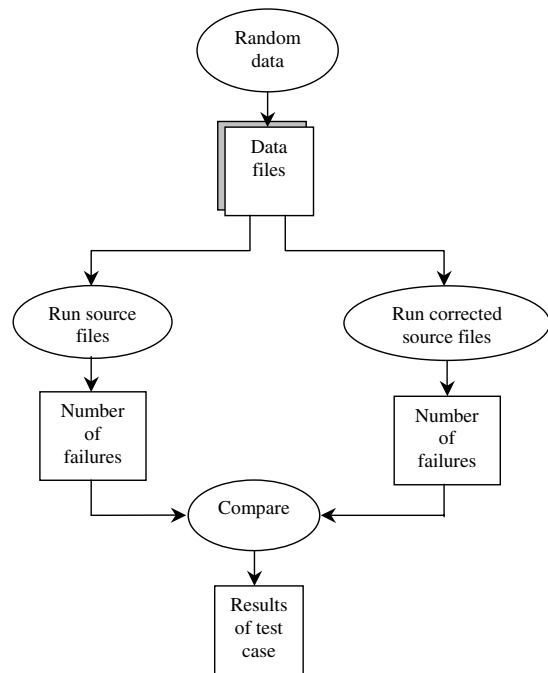 Random
data
Data
files
Run source
files
Run corrected
source files
Number
of
failures
Number
of
failures
Compare
Results
of test
case